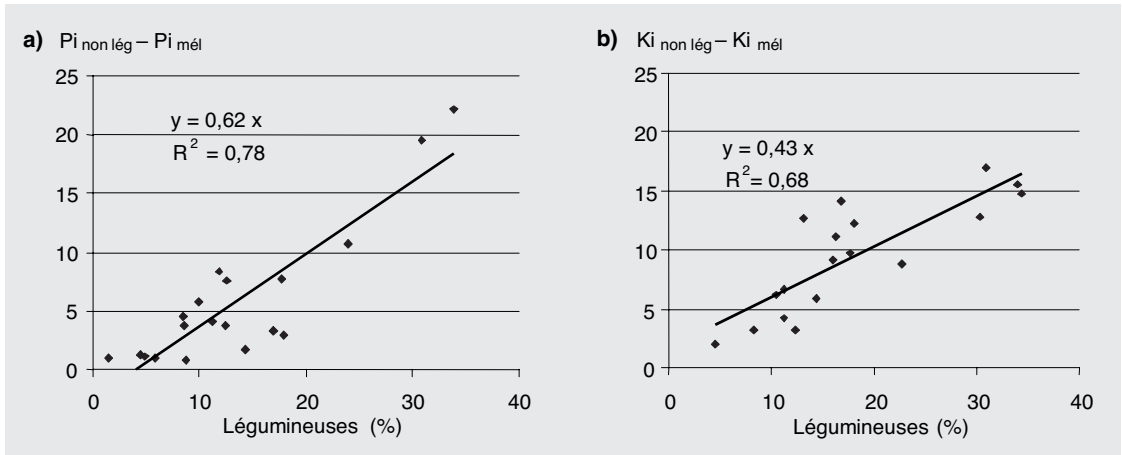 a) Pi non lég – Pi mél
25
20
15
10
5
0
y = 0,62 x
R2 = 0,78
0 10 20 30 40
Légumineuses (%)
b) Ki non lég – Ki mél
25
20
15
10
5
0
y = 0,43 x
R2 = 0,68
0 10 20 30 40
Légumineuses (%)